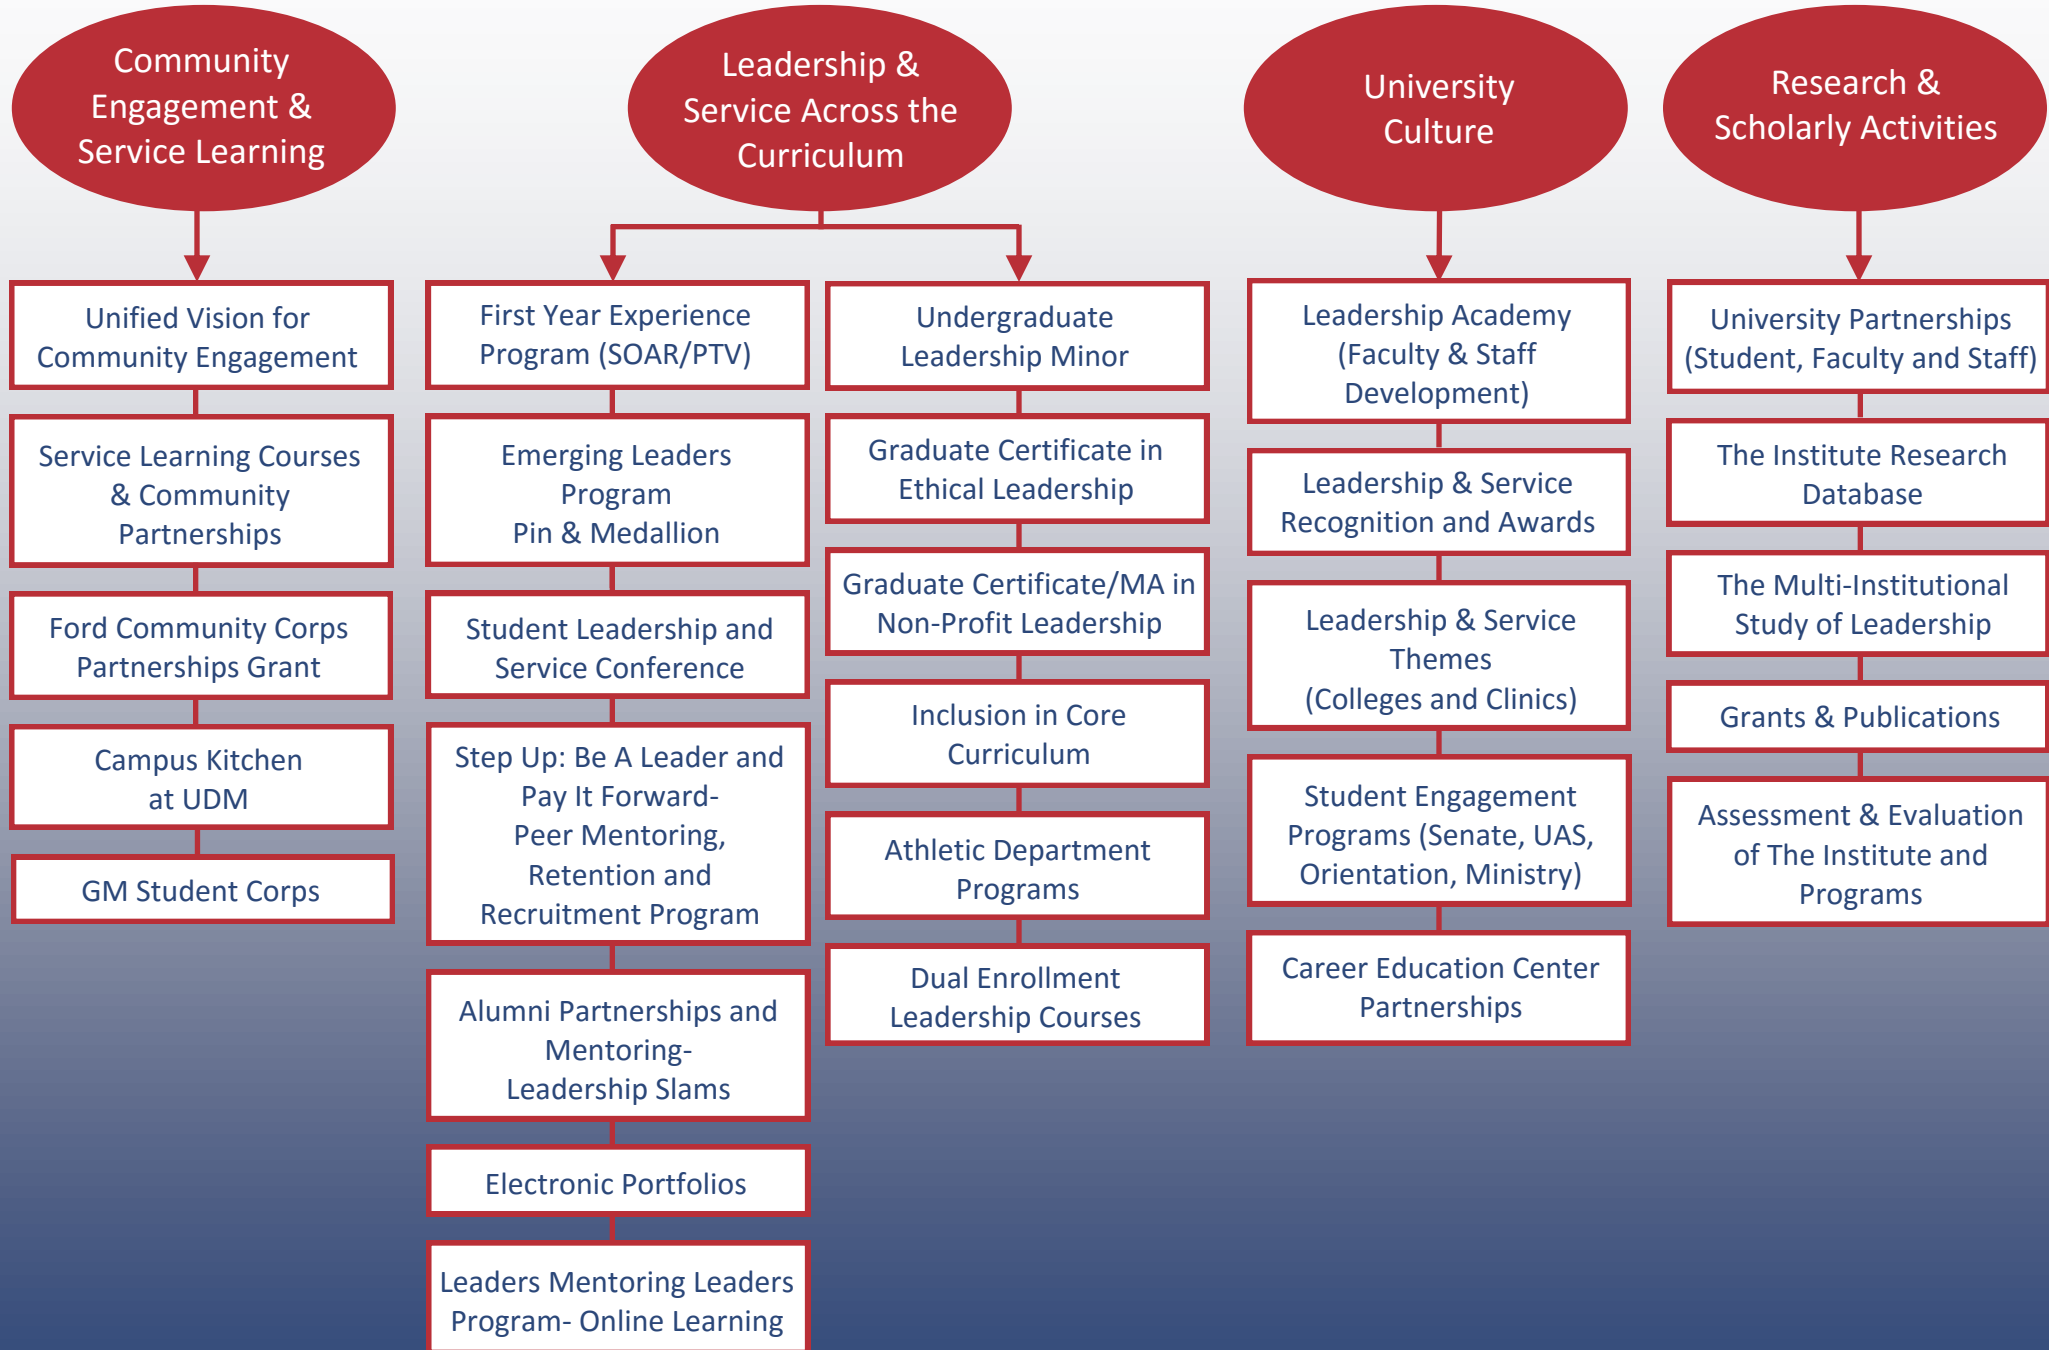 Community
Engagement &
Service Learning
Unified Vision for
Community Engagement
Service Learning Courses
& Community
Partnerships
Ford Community Corps
Partnerships Grant
Campus Kitchen
at UDM
GM Student Corps
Leadership &
Service Across the
Curriculum
First Year Experience
Program (SOAR/PTV)
Emerging Leaders
Program
Pin & Medallion
Student Leadership and
Service Conference
Step Up: Be A Leader and
Pay It Forward-
Peer Mentoring,
Retention and
Recruitment Program
Alumni Partnerships and
Mentoring-
Leadership Slams
Electronic Portfolios
Leaders Mentoring Leaders
Program- Online Learning
Undergraduate
Leadership Minor
Graduate Certificate in
Ethical Leadership
Graduate Certificate/MA in
Non-Profit Leadership
Inclusion in Core
Curriculum
Athletic Department
Programs
Dual Enrollment
Leadership Courses
University
Culture
Leadership Academy
(Faculty & Staff
Development)
Leadership & Service
Recognition and Awards
Leadership & Service
Themes
(Colleges and Clinics)
Student Engagement
Programs (Senate, UAS,
Orientation, Ministry)
Career Education Center
Partnerships
Research &
Scholarly Activities
University Partnerships
(Student, Faculty and Staff)
The Institute Research
Database
The Multi-Institutional
Study of Leadership
Grants & Publications
Assessment & Evaluation
of The Institute and
Programs